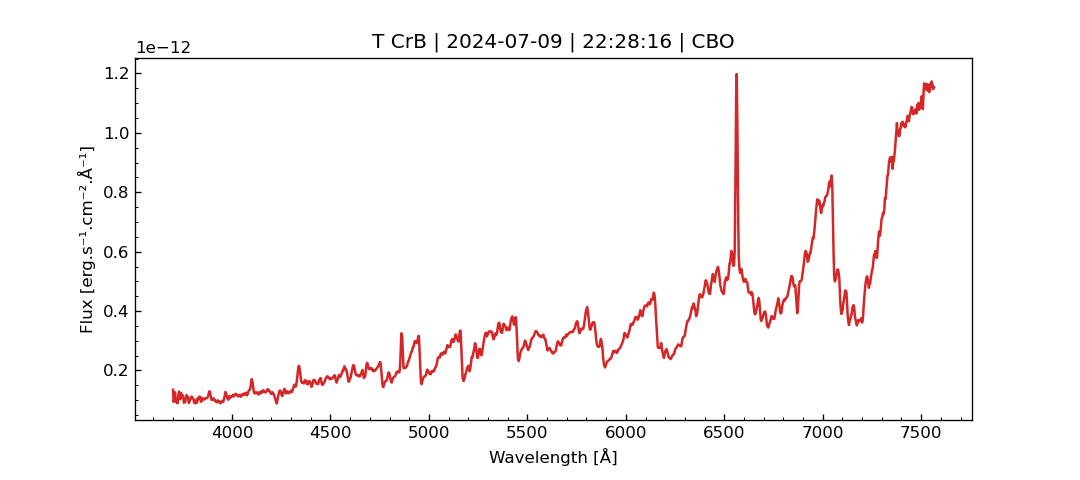 T CrB | 2024-07-09 | 22:28:16 | CBO
1e−12
1.2
1.0
0.8
0.6
0.4
0.2
Flux [erg.s⁻¹.cm⁻².Å⁻¹]
4000 4500 5000 5500 6000 6500 7000 7500
Wavelength [Å]